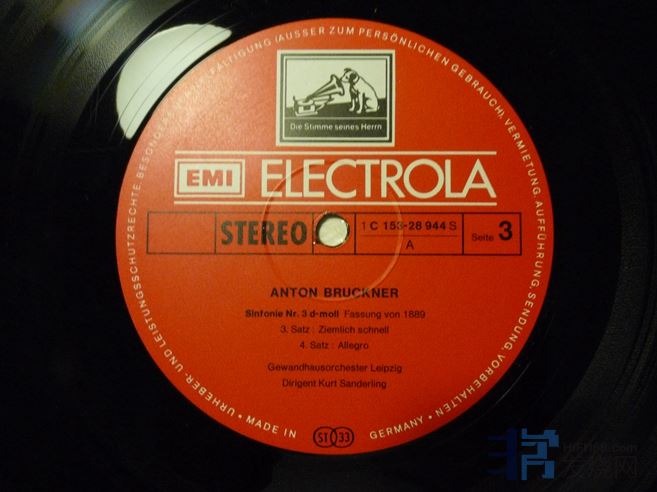 URHEBER- UND LEISTUNGSSCHUTZRECHTE, BESONDERS VERVIELFÄLTIGUNG (AUSSER ZUM PERSÖNLICHEN GEBRAUCH), VERMIETUNG, AUFFÜHRUNG, SENDUNG, VORBEHALTEN
Die Stimme seines Herrn
EMI ELECTROLA
STEREO
1 C 153-28 944 S
A
Seite 3
ANTON BRUCKNER
Sinfonie Nr. 3 d-moll Fassung von 1889
3. Satz: Ziemlich schnell
4. Satz: Allegro
Gewandhausorchester Leipzig
Dirigent Kurt Sanderling
• MADE IN GERMANY •
ST 33